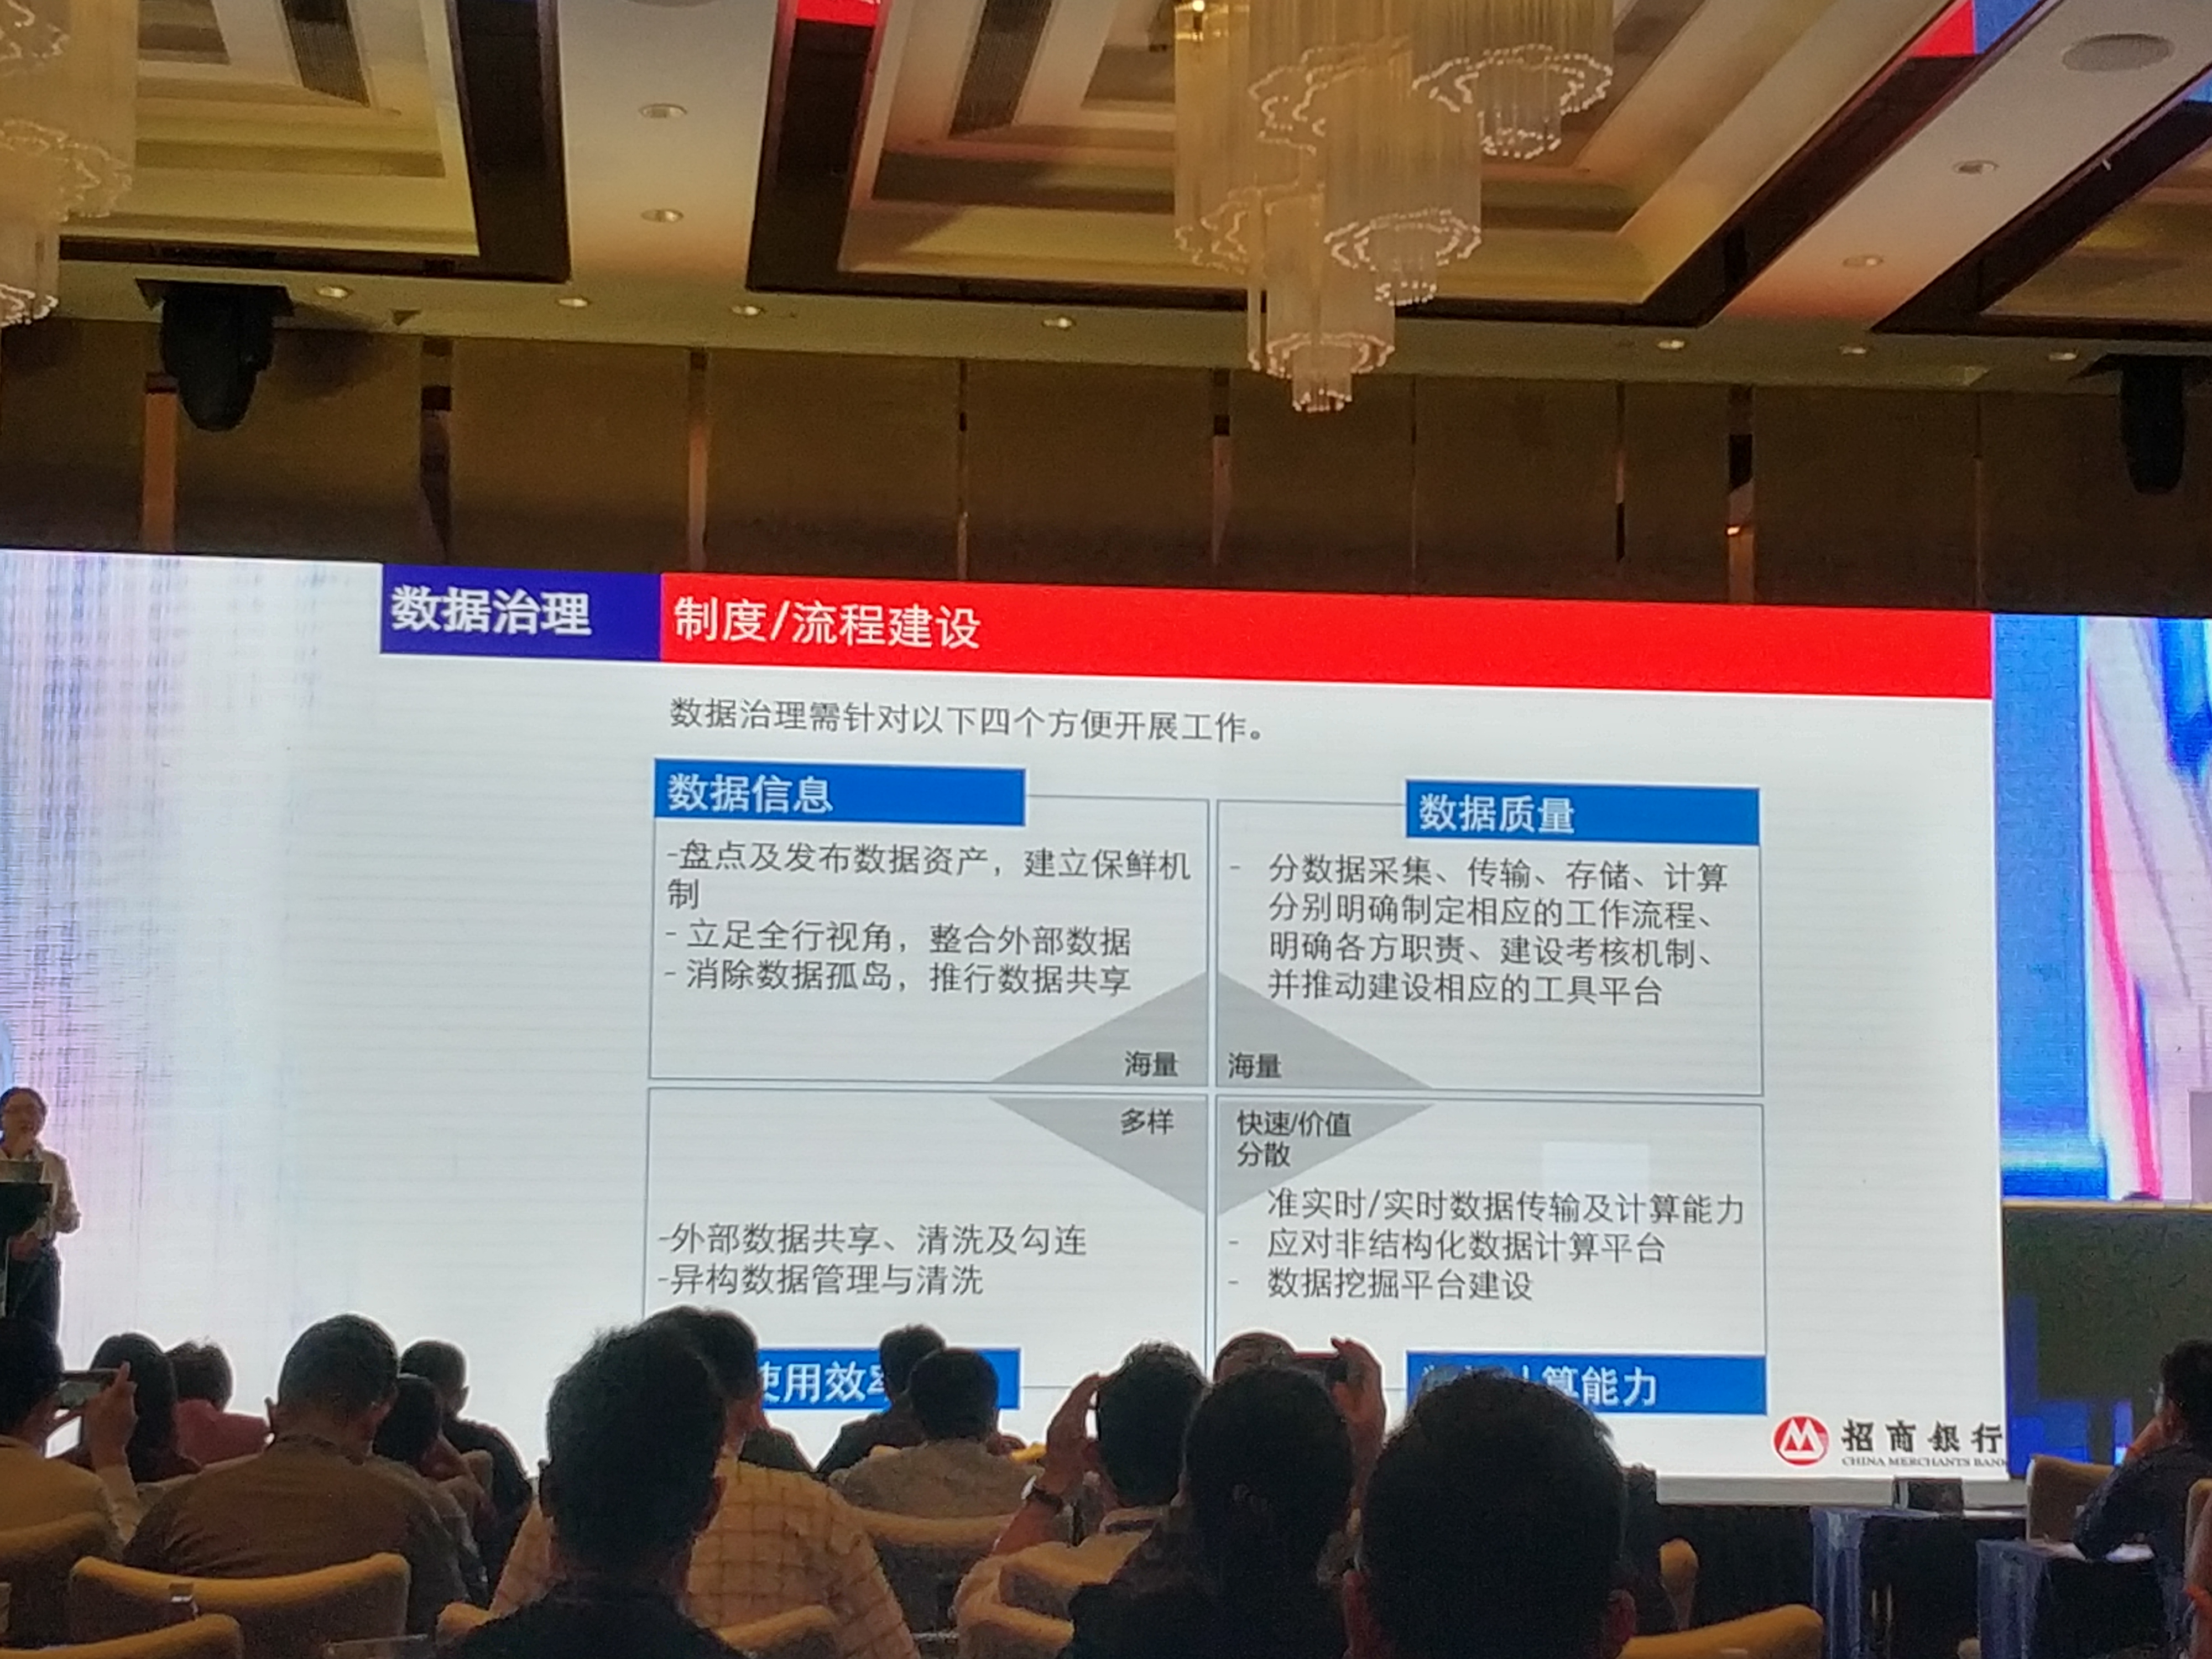 数据治理
制度/流程建设
数据治理需针对以下四个方便开展工作。
数据信息
-盘点及发布数据资产，建立保鲜机
制
- 立足全行视角，整合外部数据
- 消除数据孤岛，推行数据共享
海量
数据质量
- 分数据采集、传输、存储、计算
分别明确制定相应的工作流程、
明确各方职责、建设考核机制、
并推动建设相应的工具平台
海量
多样
-外部数据共享、清洗及勾连
-异构数据管理与清洗
使用效率
快速/价值
分散
准实时/实时数据传输及计算能力
- 应对非结构化数据计算平台
- 数据挖掘平台建设
算能力
招商银行
CHINA MERCHANTS BANK